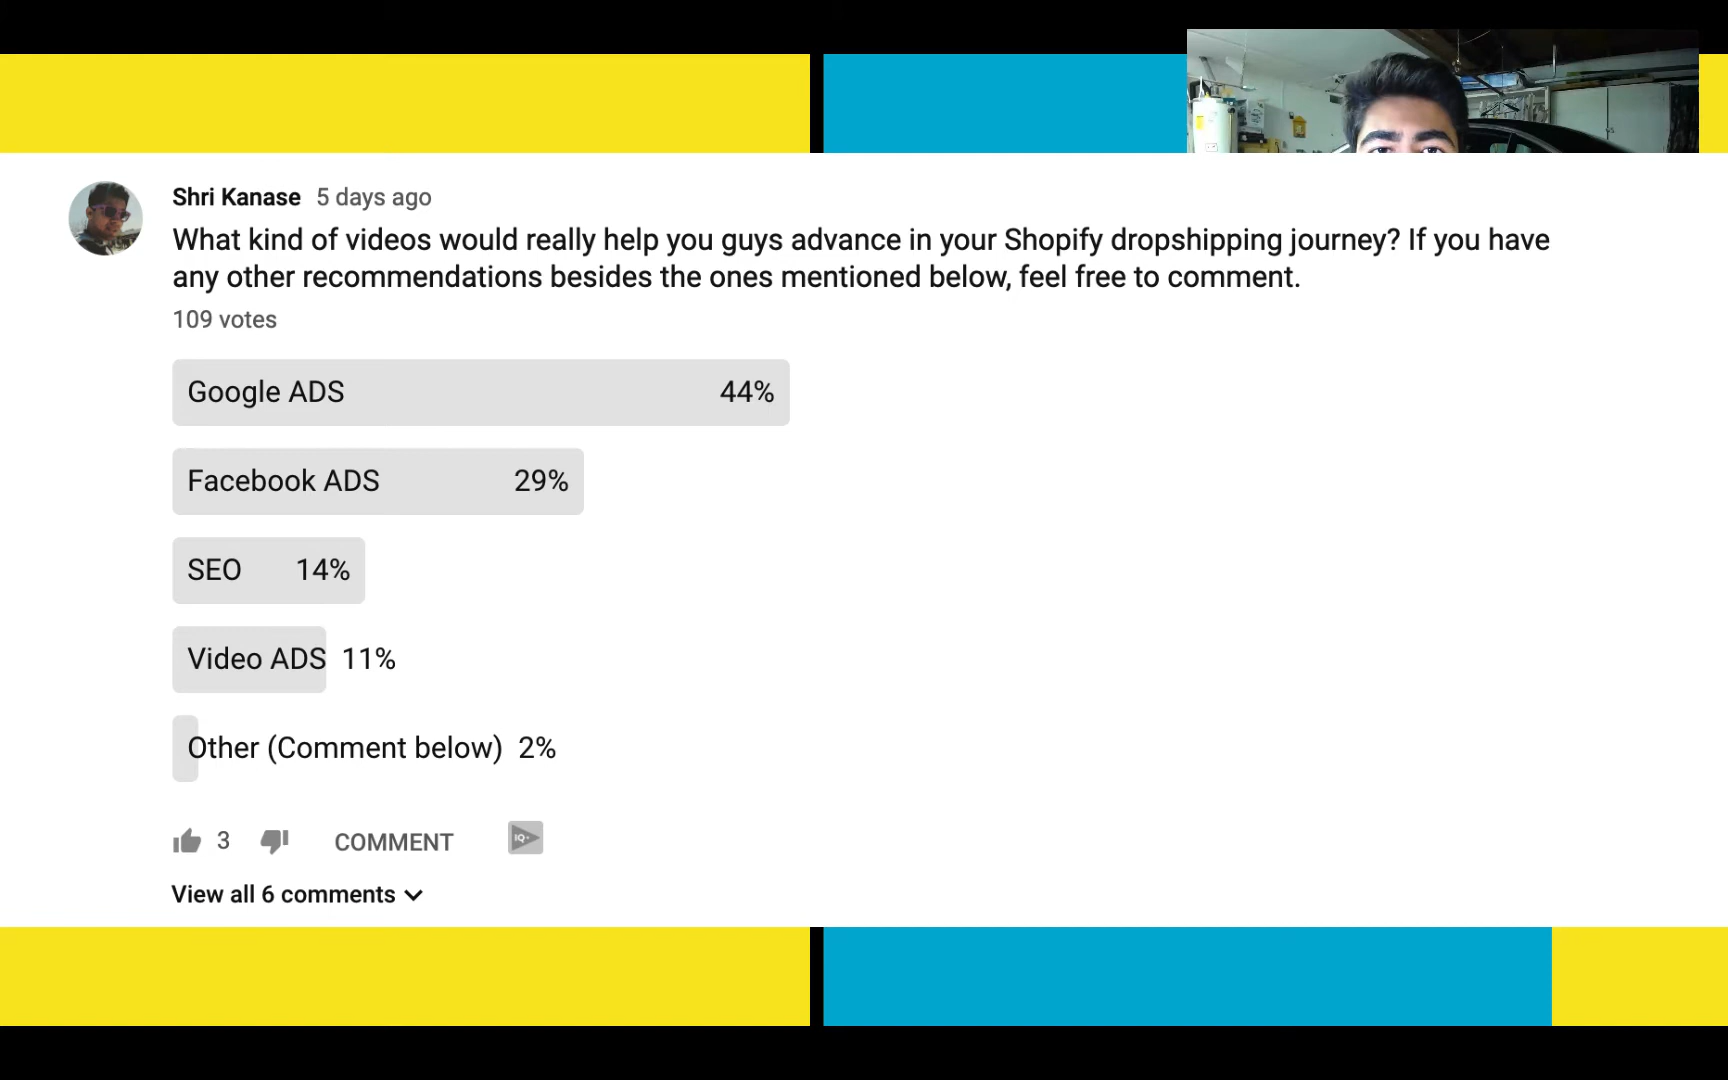 Shri Kanase 5 days ago
What kind of videos would really help you guys advance in your Shopify dropshipping journey? If you have
any other recommendations besides the ones mentioned below, feel free to comment.
109 votes
Google ADS 44%
Facebook ADS 29%
SEO 14%
Video ADS 11%
Other (Comment below) 2%
3 COMMENT IQ+
View all 6 comments